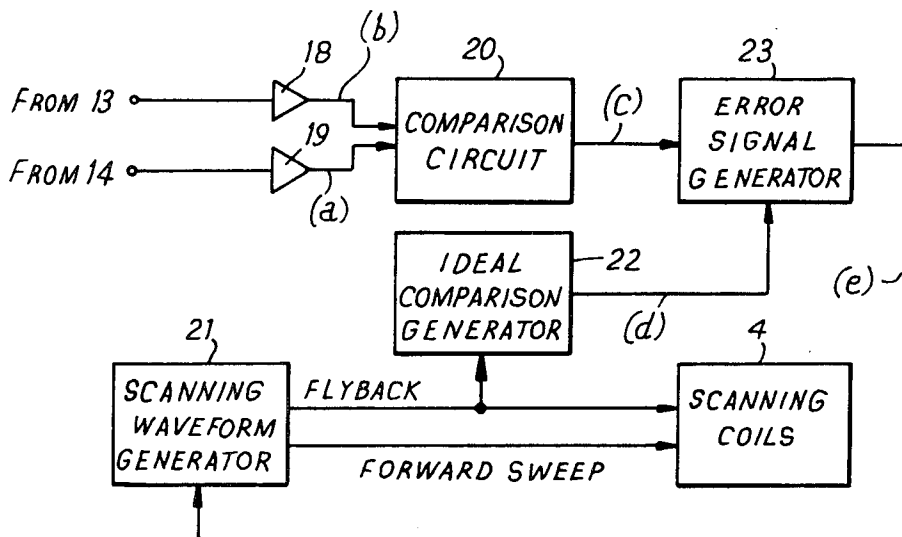 (b)
18
20
23
FROM 13
COMPARISON
CIRCUIT
(C)
ERROR
SIGNAL
GENERATOR
19
FROM 14
(a)
IDEAL
COMPARISON
GENERATOR
22
(e)
(d)
21
4
SCANNING
WAVEFORM
GENERATOR
FLYBACK
SCANNING
COILS
FORWARD SWEEP